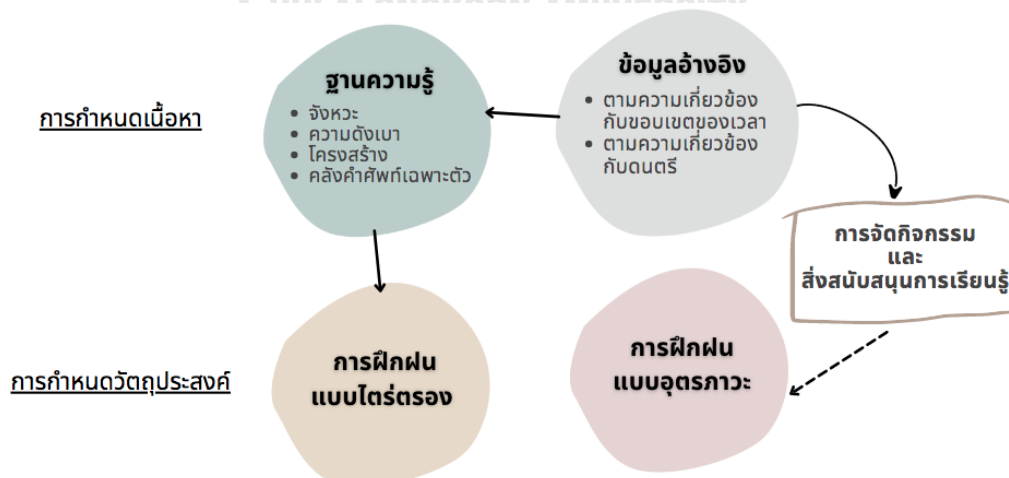 การกำหนดเนื้อหา
ฐานความรู้
• จังหวะ
• ความดังเบา
• โครงสร้าง
• คลังคำศัพท์เฉพาะตัว
ข้อมูลอ้างอิง
• ตามความเกี่ยวข้อง
กับขอบเขตของเวลา
• ตามความเกี่ยวข้อง
กับดนตรี
การจัดกิจกรรม
และ
สิ่งสนับสนุนการเรียนรู้
การกำหนดวัตถุประสงค์
การฝึกฝน
แบบไตร่ตรอง
การฝึกฝน
แบบอุตรภาวะ